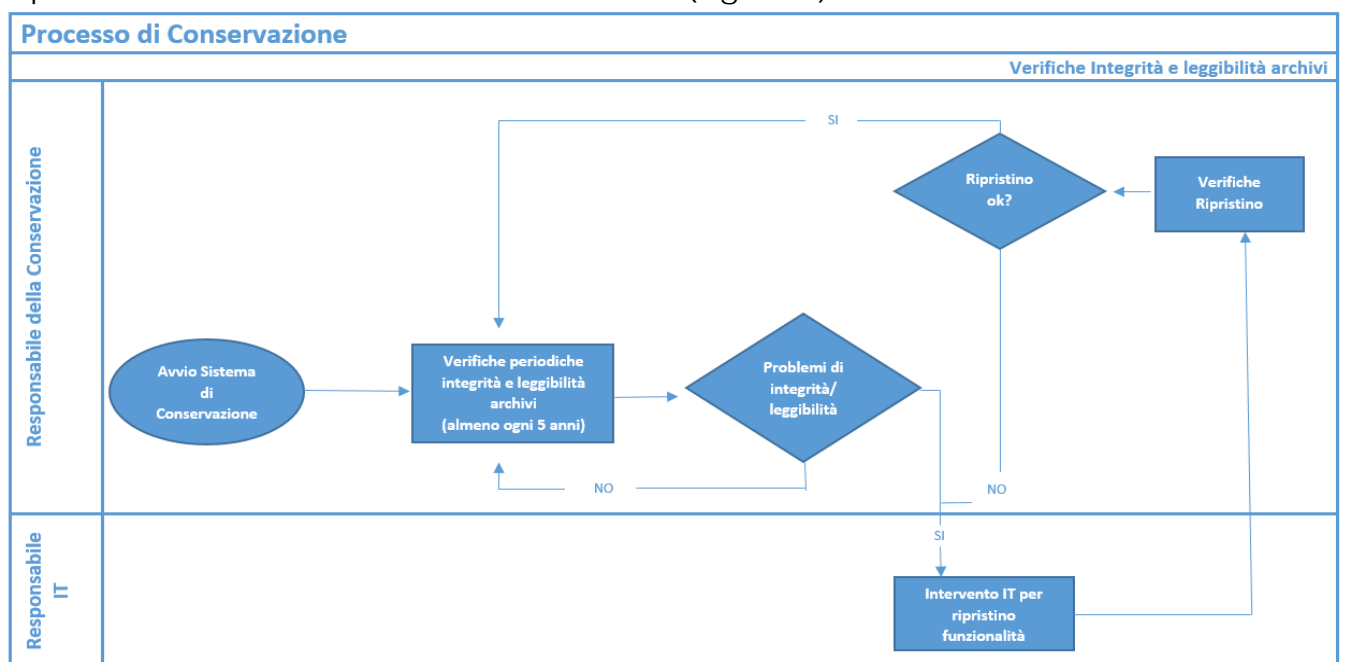 Processo di Conservazione
Verifiche Integrità e leggibilità archivi
Responsabile della Conservazione
SI
Ripristino
ok?
Verifiche
Ripristino
Avvio Sistema
di
Conservazione
Verifiche periodiche
integrità e leggibilità
archivi
(almeno ogni 5 anni)
Problemi di
integrità/
leggibilità
NO
NO
Responsabile
IT
SI
Intervento IT per
ripristino
funzionalità